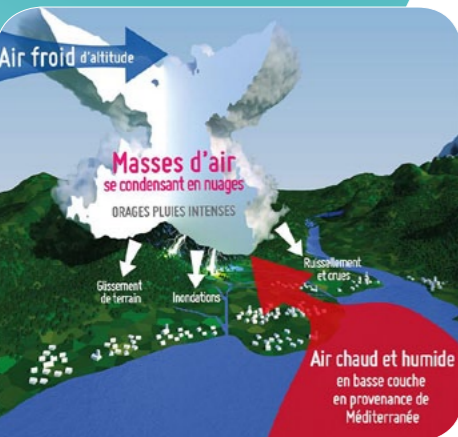 Air froid d'altitude
Masses d'air
se condensant en nuages
ORAGES PLUIES INTENSES
Glissement
de terrain
Inondations
Ruissellement
et crues
Air chaud et humide
en basse couche
en provenance de
Méditerranée